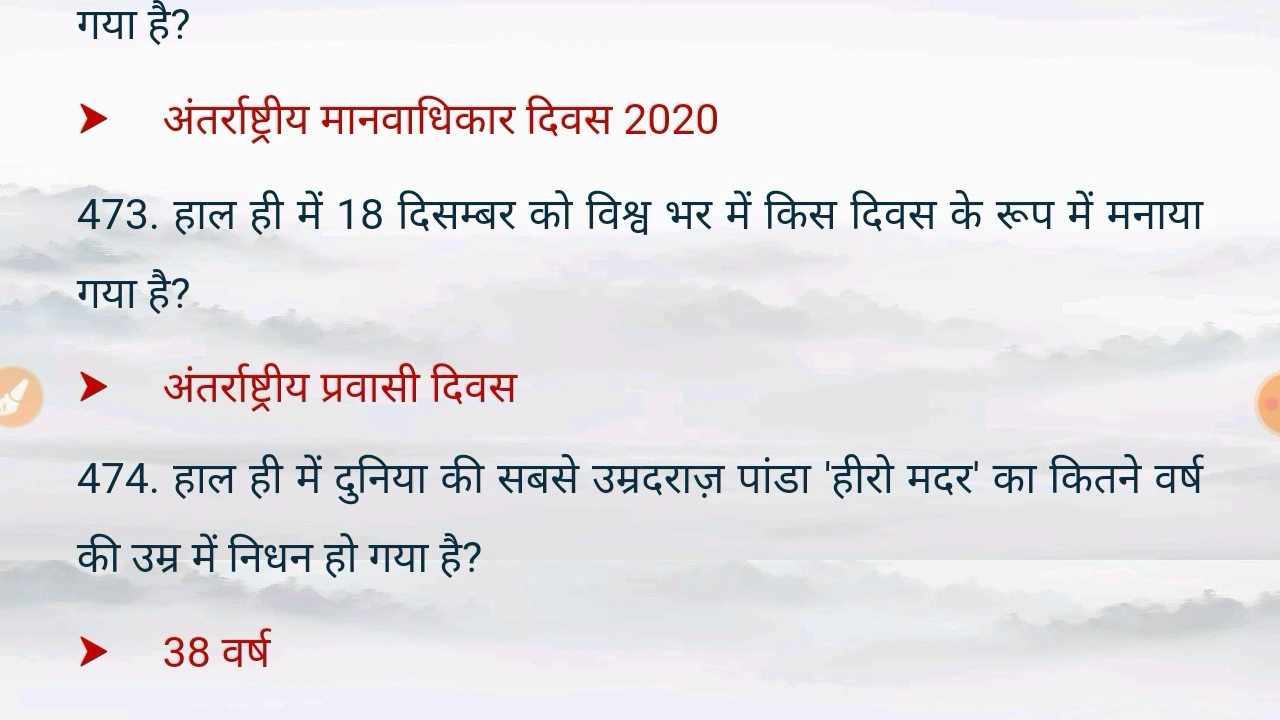 गया है?
➤ अंतर्राष्ट्रीय मानवाधिकार दिवस 2020
473. हाल ही में 18 दिसम्बर को विश्व भर में किस दिवस के रूप में मनाया
गया है?
➤ अंतर्राष्ट्रीय प्रवासी दिवस
474. हाल ही में दुनिया की सबसे उम्रदराज़ पांडा 'हीरो मदर' का कितने वर्ष
की उम्र में निधन हो गया है?
➤ 38 वर्ष